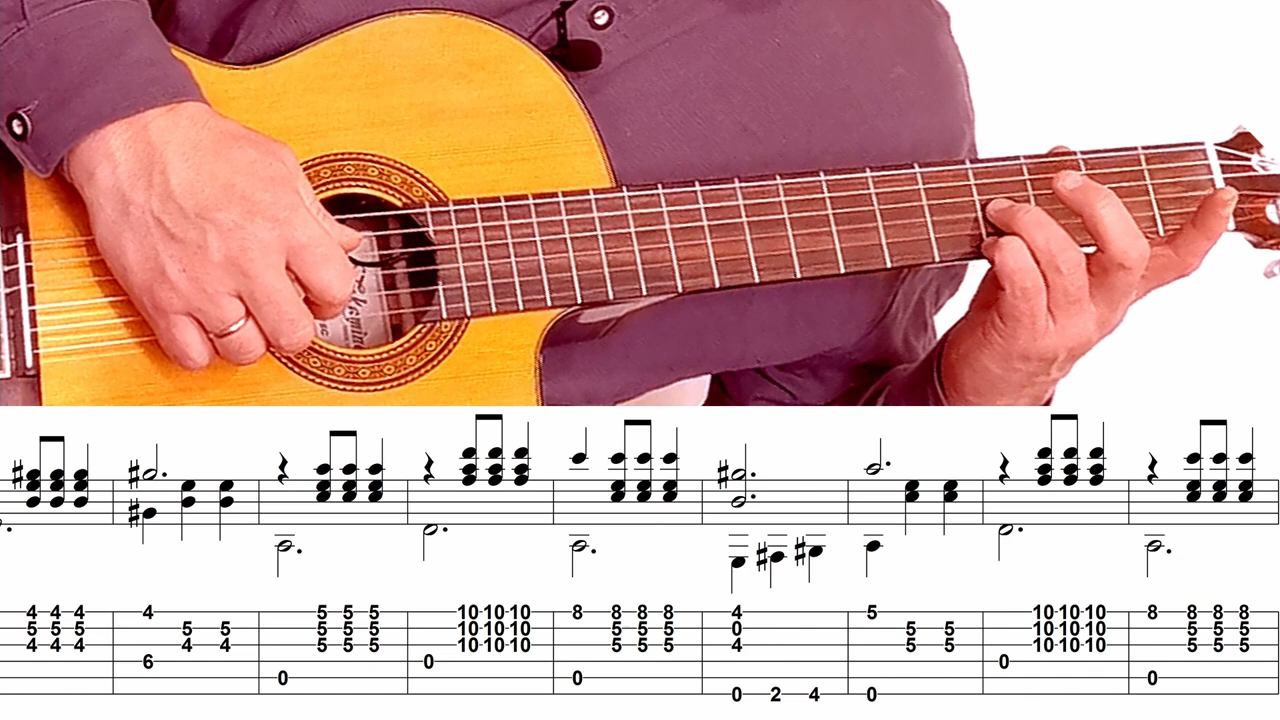 4 4 4 4 5 5 5 10 10 10 8 8 8 8 4 5 10 10 10 8 8 8 8
5 5 5 5 5 5 5 5 10 10 10 5 5 5 0 5 5 10 10 10 5 5 5
4 4 4 4 4 5 5 5 10 10 10 5 5 5 4 5 5 10 10 10 5 5 5
6 0 0
0 0 0
0 2 4 0